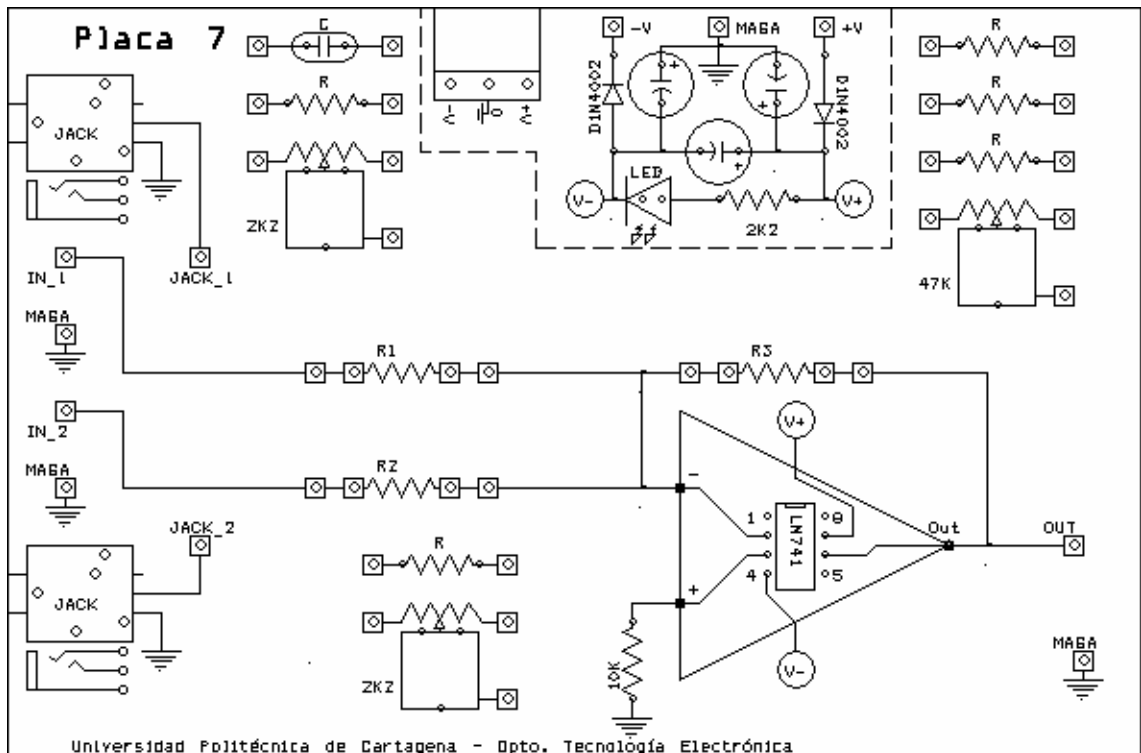 Placa 7
C
-V
MASA
+V
R
JACK
R
D1N4002
D1N4002
R
R
2K2
LED
V-
V+
2K2
47K
IN_1
JACK_1
MASA
R1
R3
IN_2
V+
MASA
R2
-
JACK_2
1
8
LN741
Out
OUT
R
4
5
JACK
+
10K
MASA
2K2
V-
Universidad Politécnica de Cartagena - Dpto. Tecnología Electrónica